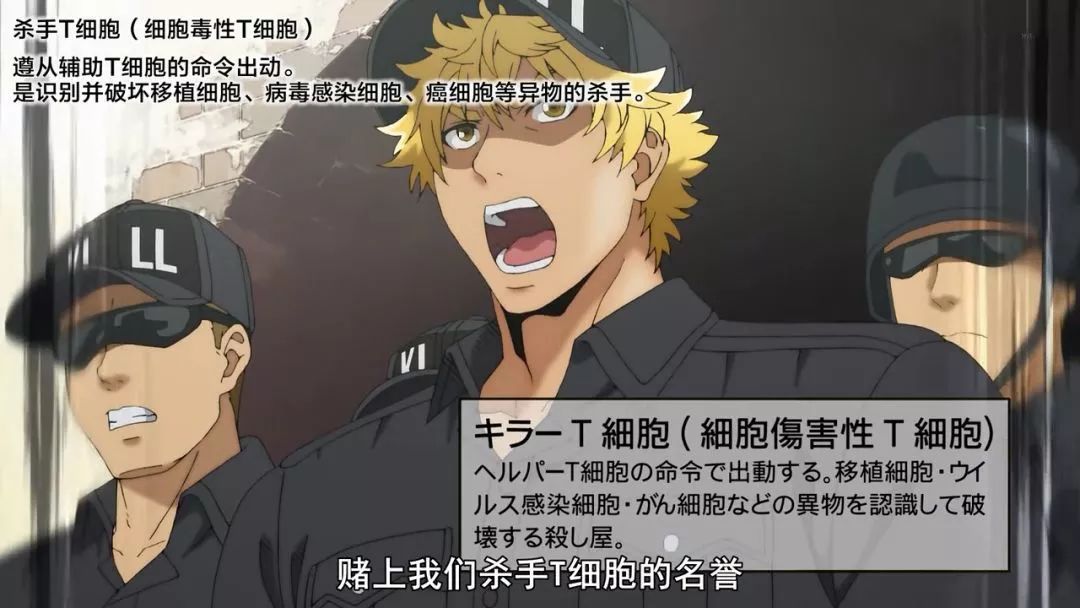 杀手T细胞(细胞毒性T细胞)
遵从辅助T细胞的命令出动。
是识别并破坏移植细胞、病毒感染细胞、癌细胞等异物的杀手。
LL
LL
KI
キラーT細胞(細胞傷害性T細胞)
ヘルパーT細胞の命令で出動する。移植細胞・ウイ
ルス感染細胞・がん細胞などの異物を認識して破
壊する殺し屋。
赌上我们杀手T细胞的名誉